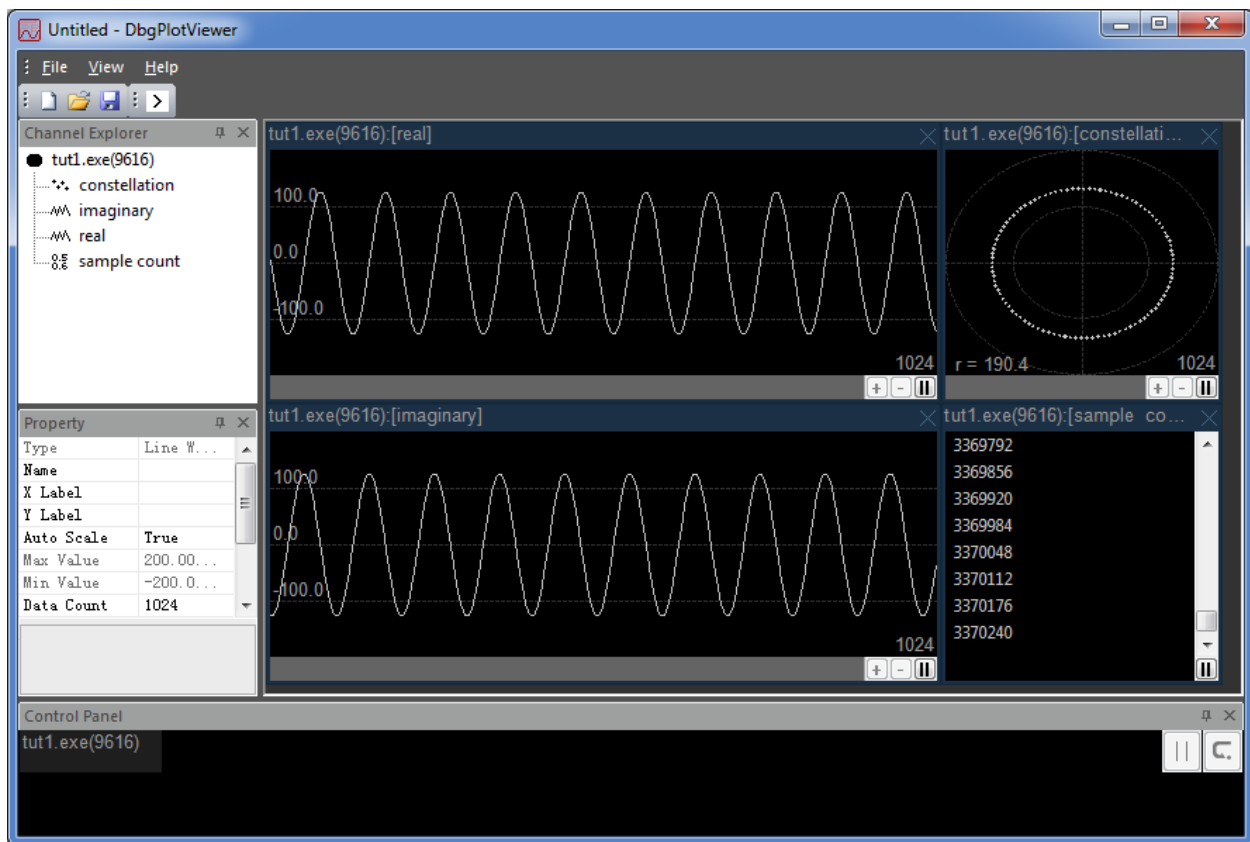 Untitled - DbgPlotViewer
File View Help
Channel Explorer
tut1.exe(9616)
constellation
imaginary
real
sample count
Property
Type Line W...
Name
X Label
Y Label
Auto Scale True
Max Value 200.00...
Min Value -200.0...
Data Count 1024
tut1.exe(9616):[real]
100.0
0.0
-100.0
1024
tut1.exe(9616):[constellati...
r = 190.4
1024
tut1.exe(9616):[imaginary]
100.0
0.0
-100.0
1024
tut1.exe(9616):[sample co...
3369792
3369856
3369920
3369984
3370048
3370112
3370176
3370240
Control Panel
tut1.exe(9616)